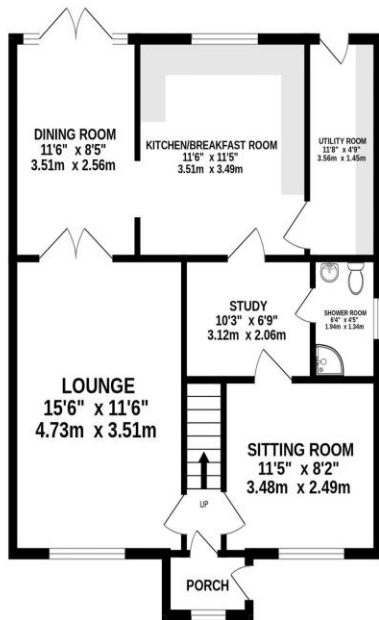 DINING ROOM
11'6" x 8'5"
3.51m x 2.56m
KITCHEN/BREAKFAST ROOM
11'6" x 11'5"
3.51m x 3.49m
UTILITY ROOM
11'8" x 4'9"
3.56m x 1.45m
STUDY
10'3" x 6'9"
3.12m x 2.06m
SHOWER ROOM
6'4" x 4'5"
1.94m x 1.34m
LOUNGE
15'6" x 11'6"
4.73m x 3.51m
SITTING ROOM
11'5" x 8'2"
3.48m x 2.49m
UP
PORCH